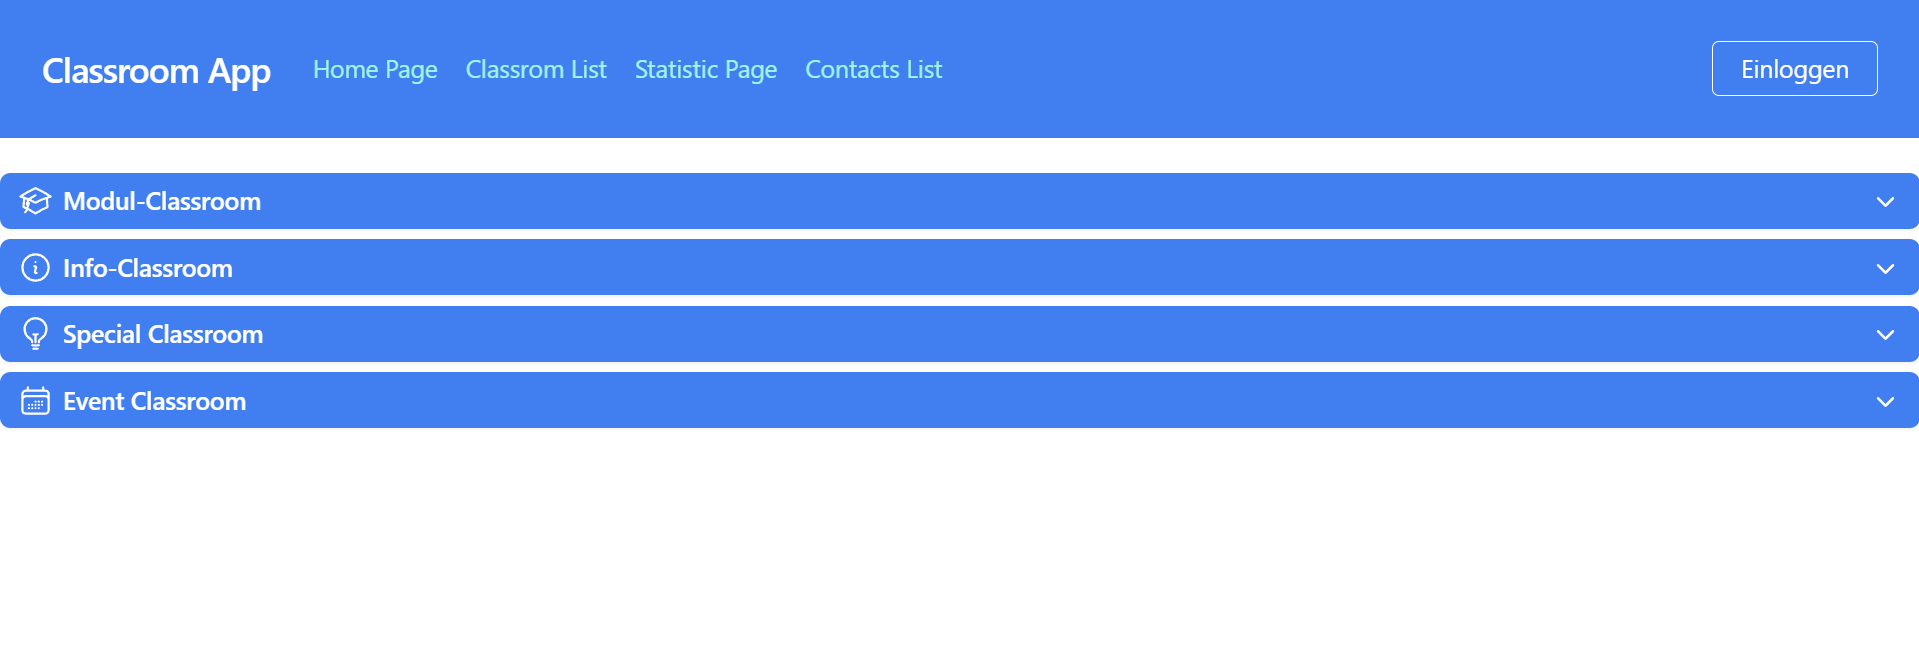 Classroom App Home Page Classrom List Statistic Page Contacts List Einloggen
Modul-Classroom
Info-Classroom
Special Classroom
Event Classroom